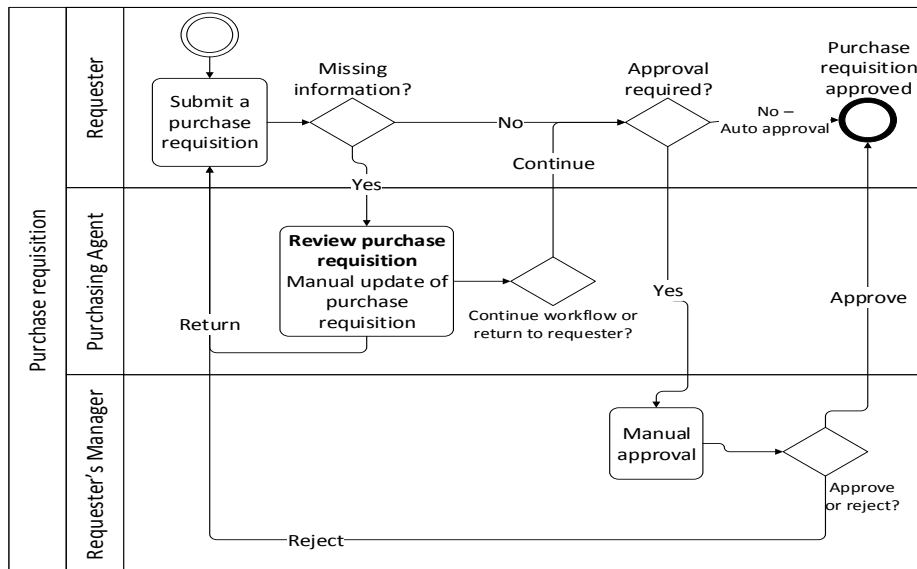 Purchase requisition
Requester
Purchasing Agent
Requester's Manager
Submit a
purchase
requisition
Missing
information?
No
Yes
Approval
required?
No –
Auto approval
Purchase
requisition
approved
Continue
Review purchase
requisition
Manual update of
purchase
requisition
Continue workflow or
return to requester?
Return
Yes
Approve
Manual
approval
Approve
or reject?
Reject